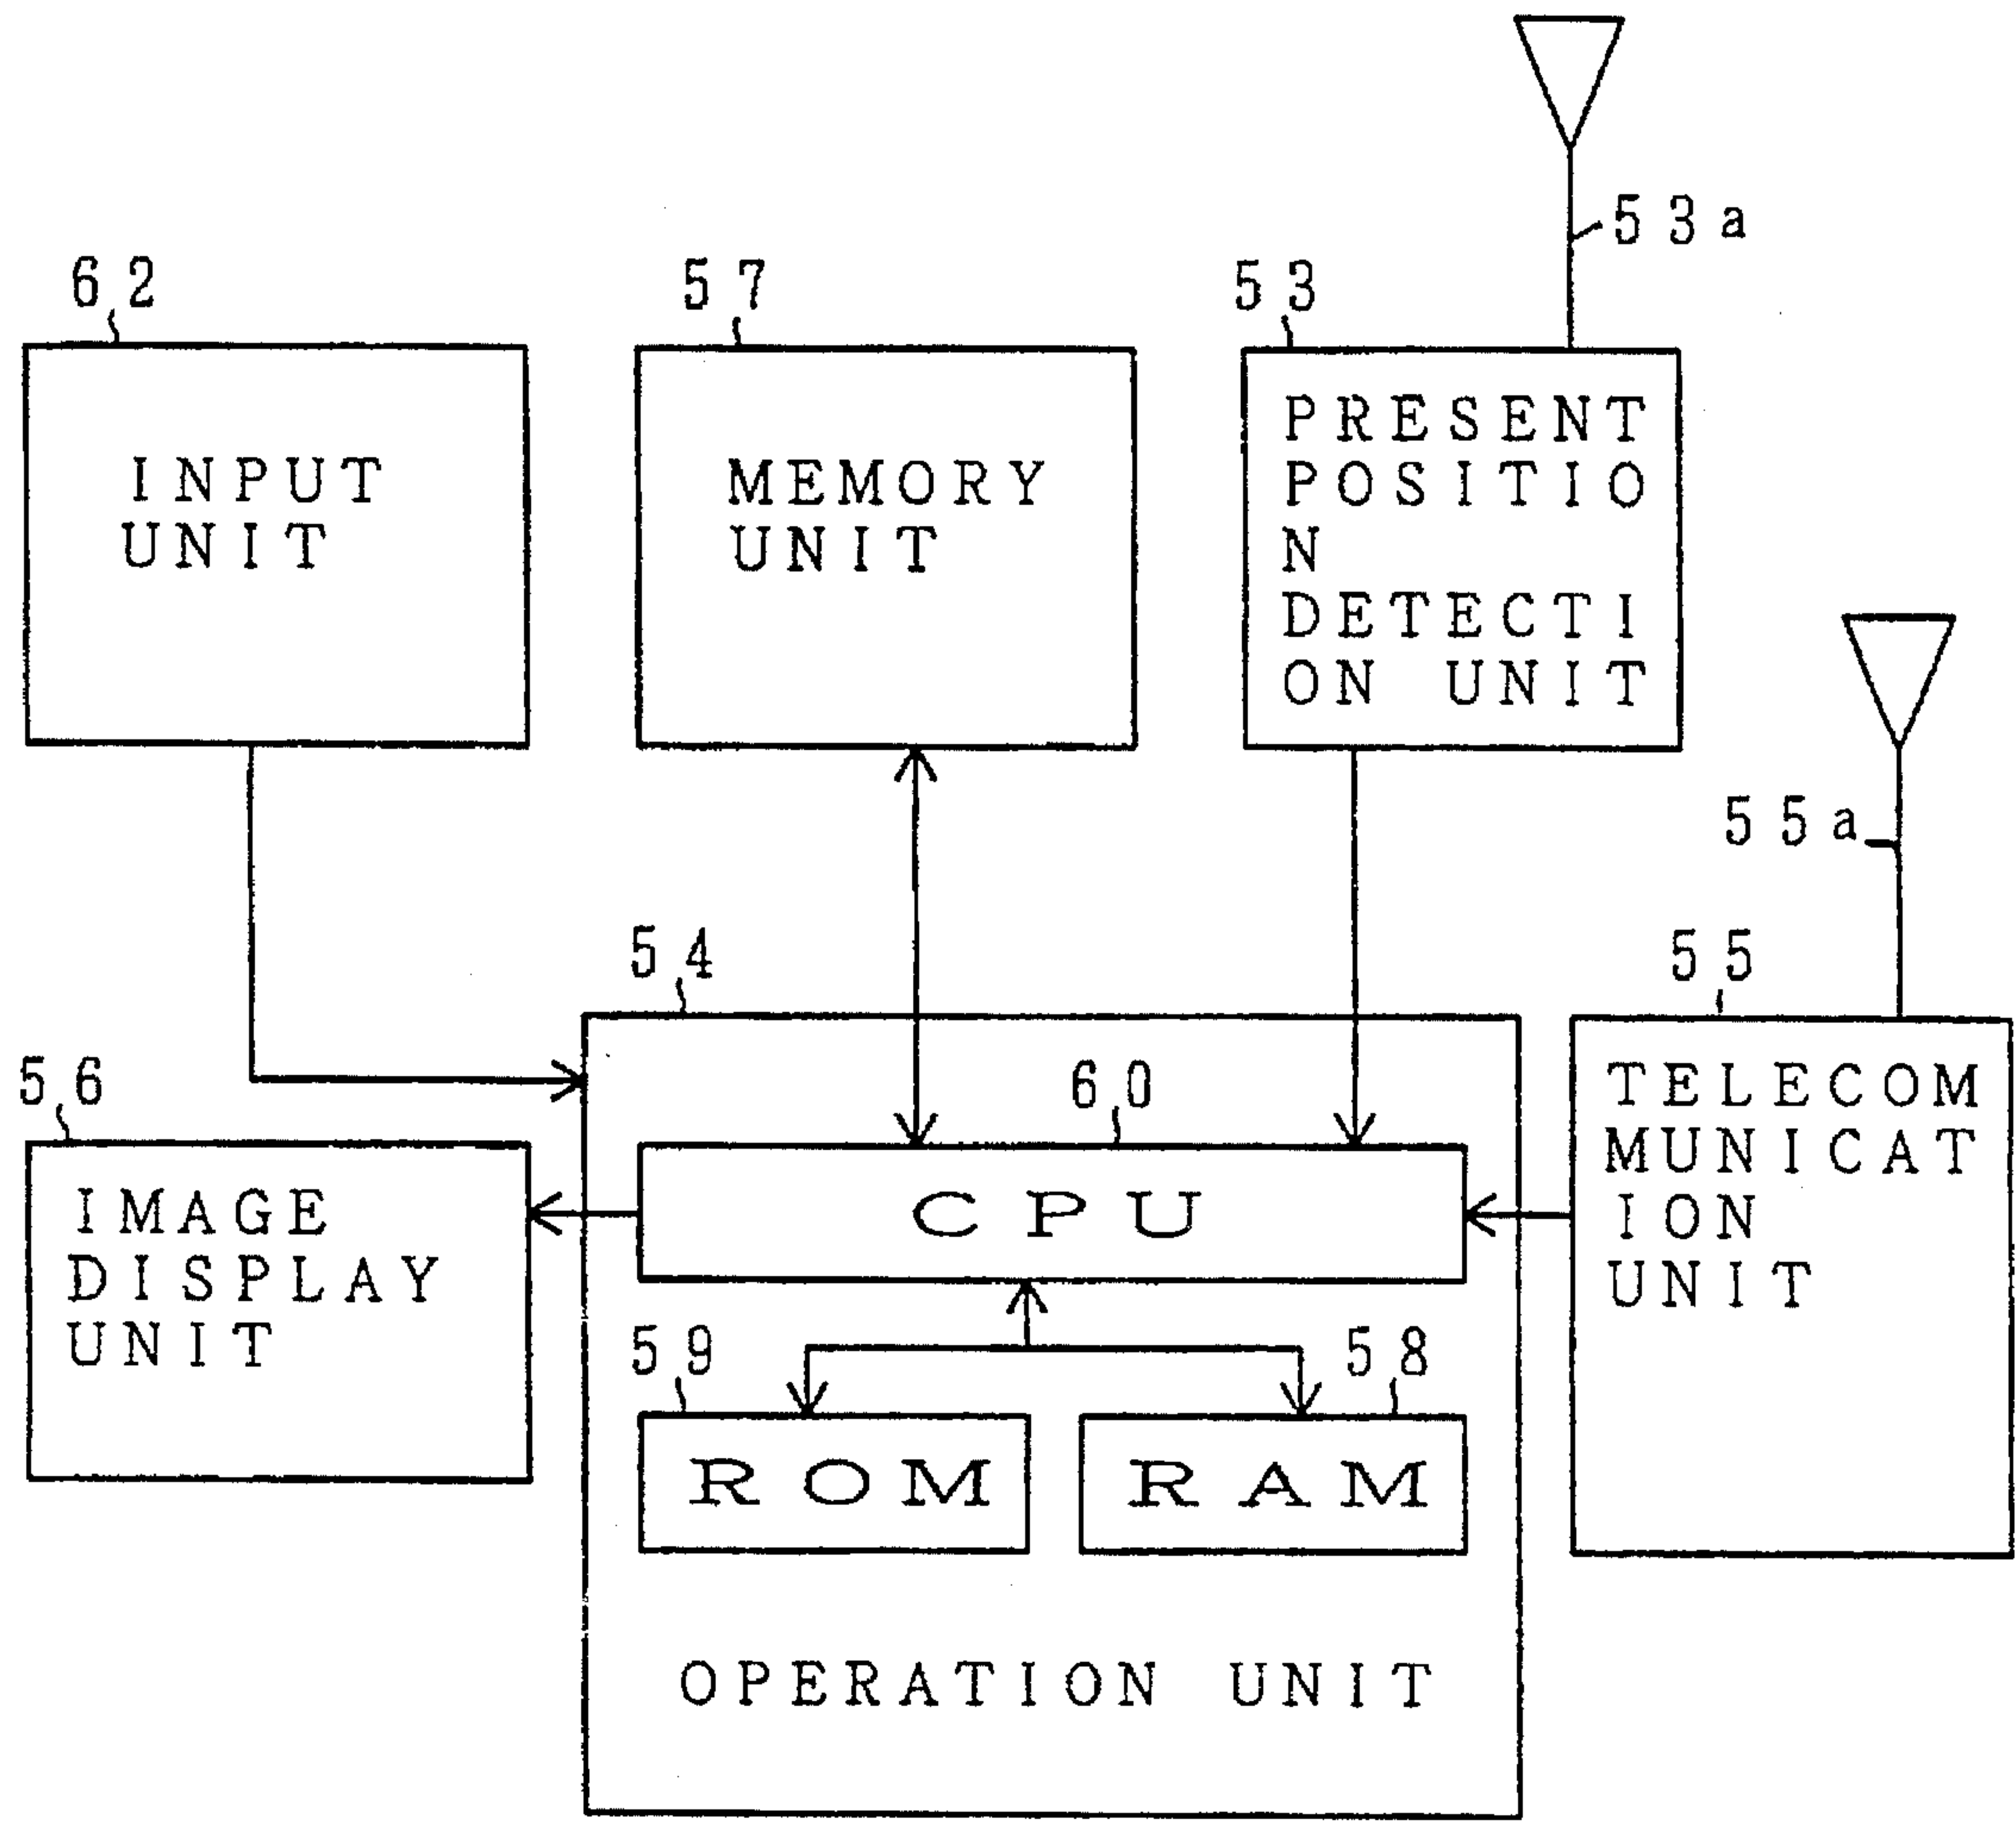 53a
62
57
53
INPUT
UNIT
MEMORY
UNIT
PRESENT
POSITIO
N
DETECTI
ON UNIT
55a
54
55
56
60
IMAGE
DISPLAY
UNIT
CPU
TELECOM
MUNICAT
ION
UNIT
59
58
ROM
RAM
OPERATION UNIT